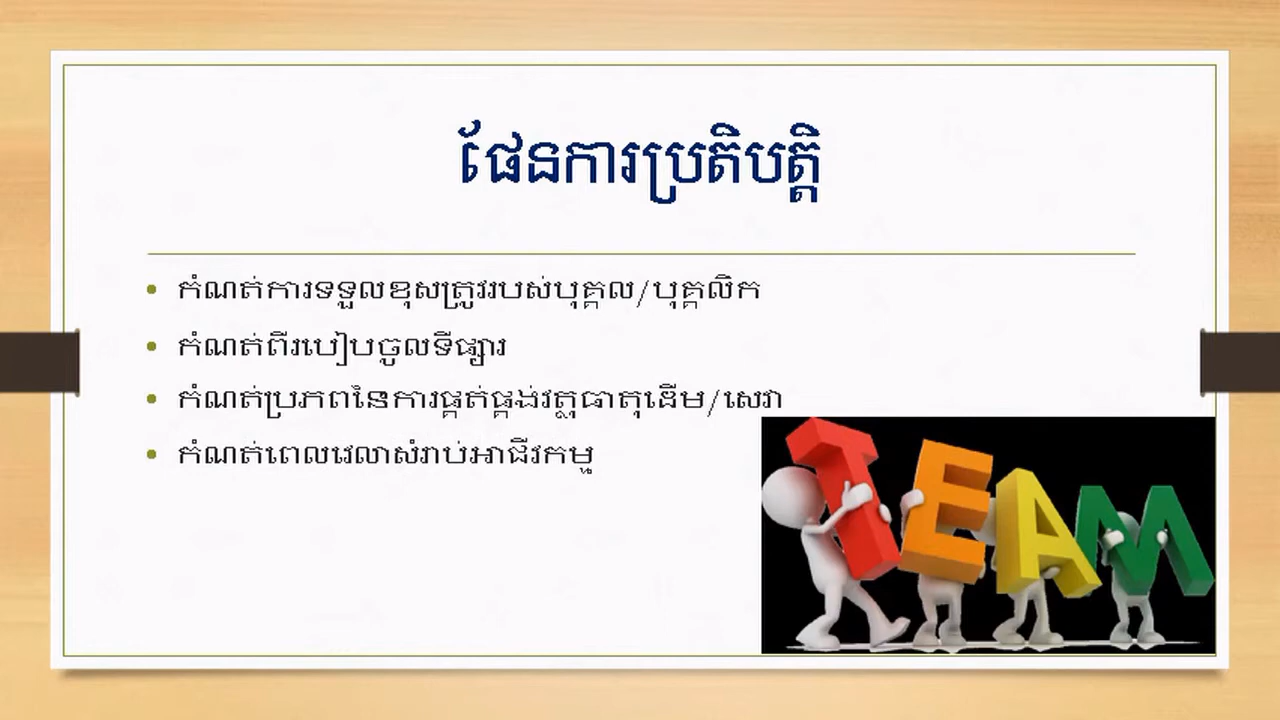 ផែនការប្រតិបត្តិ
• កំណត់ការទទួលខុសត្រូវរបស់បុគ្គល/បុគ្គលិក
• កំណត់ពីរបៀបចូលទីផ្សារ
• កំណត់ប្រភពនៃការផ្គត់ផ្គង់វត្ថុធាតុដើម/សេវា
• កំណត់ពេលវេលាសំរាប់អាជីវកម្ម
TEAM